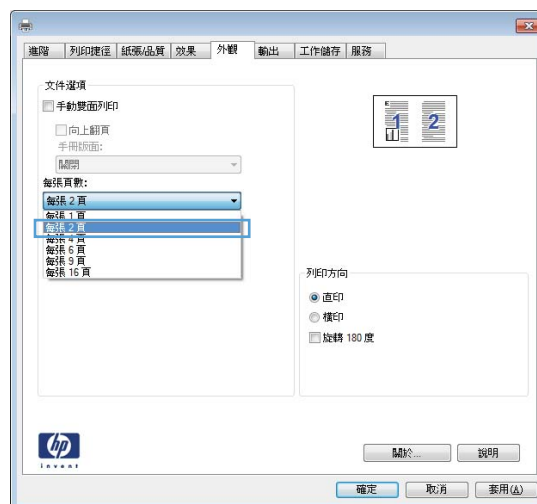 進階 列印捷徑 紙張/品質 效果 外觀 輸出 工作儲存 服務
文件選項
手動雙面列印
向上翻頁
手冊版面:
關閉
每張頁數:
每張 2 頁
每張 1 頁
每張 2 頁
每張 4 頁
每張 6 頁
每張 9 頁
每張 16 頁
1 2
列印方向
直印
橫印
旋轉 180 度
hp
invent
關於... 說明
確定 取消 套用(A)